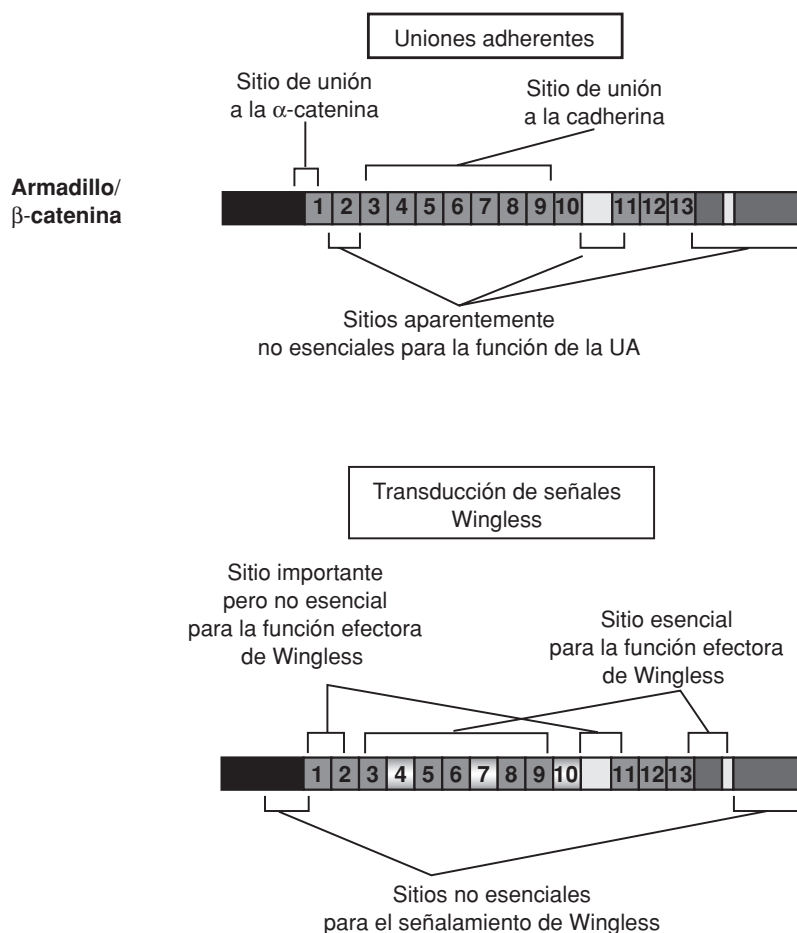 Uniones adherentes
Sitio de unión
a la α-catenina
Sitio de unión
a la cadherina
Armadillo/
β-catenina
1 2 3 4 5 6 7 8 9 10 11 12 13
Sitios aparentemente
no esenciales para la función de la UA
Transducción de señales
Wingless
Sitio importante
pero no esencial
para la función efectora
de Wingless
Sitio esencial
para la función efectora
de Wingless
1 2 3 4 5 6 7 8 9 10 11 12 13
Sitios no esenciales
para el señalamiento de Wingless